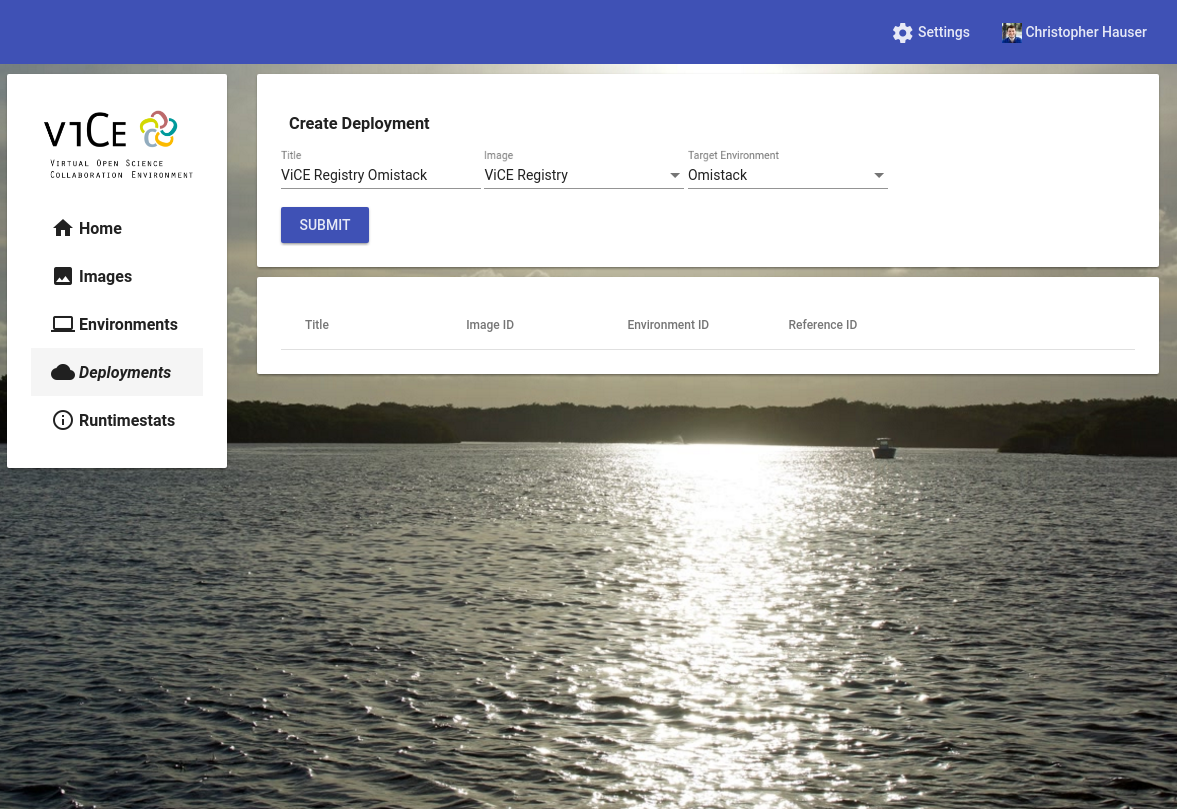 Settings
Christopher Hauser
ViCE
Virtual Open Science
Collaboration Environment
Home
Images
Environments
Deployments
Runtimestats
Create Deployment
Title
ViCE Registry Omistack
Image
ViCE Registry
Target Environment
Omistack
SUBMIT
Title Image ID Environment ID Reference ID